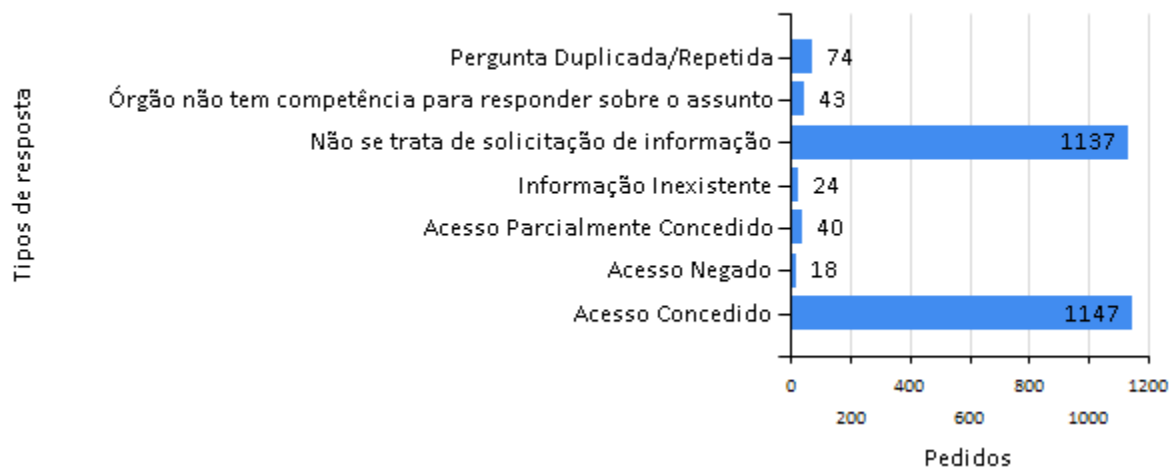 Tipos de resposta
Pergunta Duplicada/Repetida 74
Órgão não tem competência para responder sobre o assunto 43
Não se trata de solicitação de informação 1137
Informação Inexistente 24
Acesso Parcialmente Concedido 40
Acesso Negado 18
Acesso Concedido 1147
0 200 400 600 800 1000 1200
Pedidos